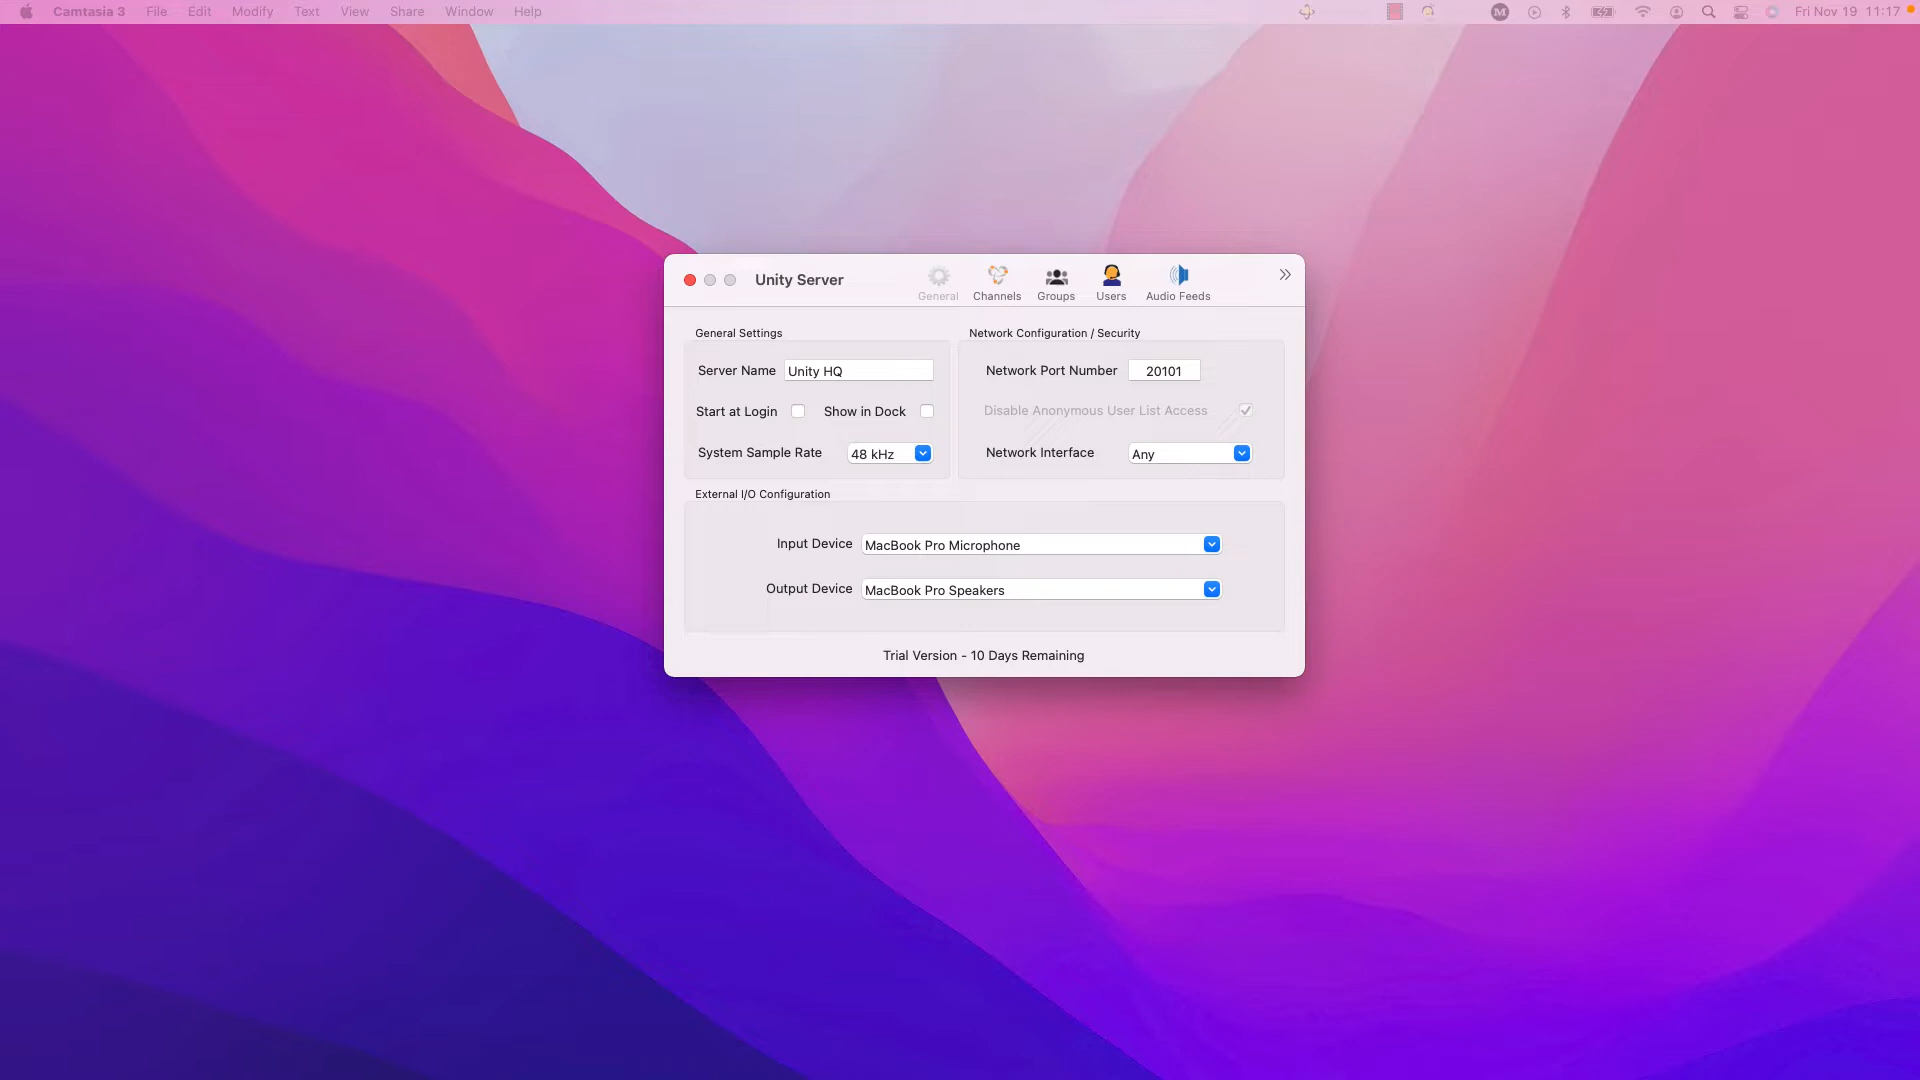 Camtasia 3 File Edit Modify Text View Share Window Help Fri Nov 19 11:17
Unity Server
General Channels Groups Users Audio Feeds
General Settings
Server Name Unity HQ
Start at Login Show in Dock
System Sample Rate 48 kHz
Network Configuration / Security
Network Port Number 20101
Disable Anonymous User List Access
Network Interface Any
External I/O Configuration
Input Device MacBook Pro Microphone
Output Device MacBook Pro Speakers
Trial Version - 10 Days Remaining